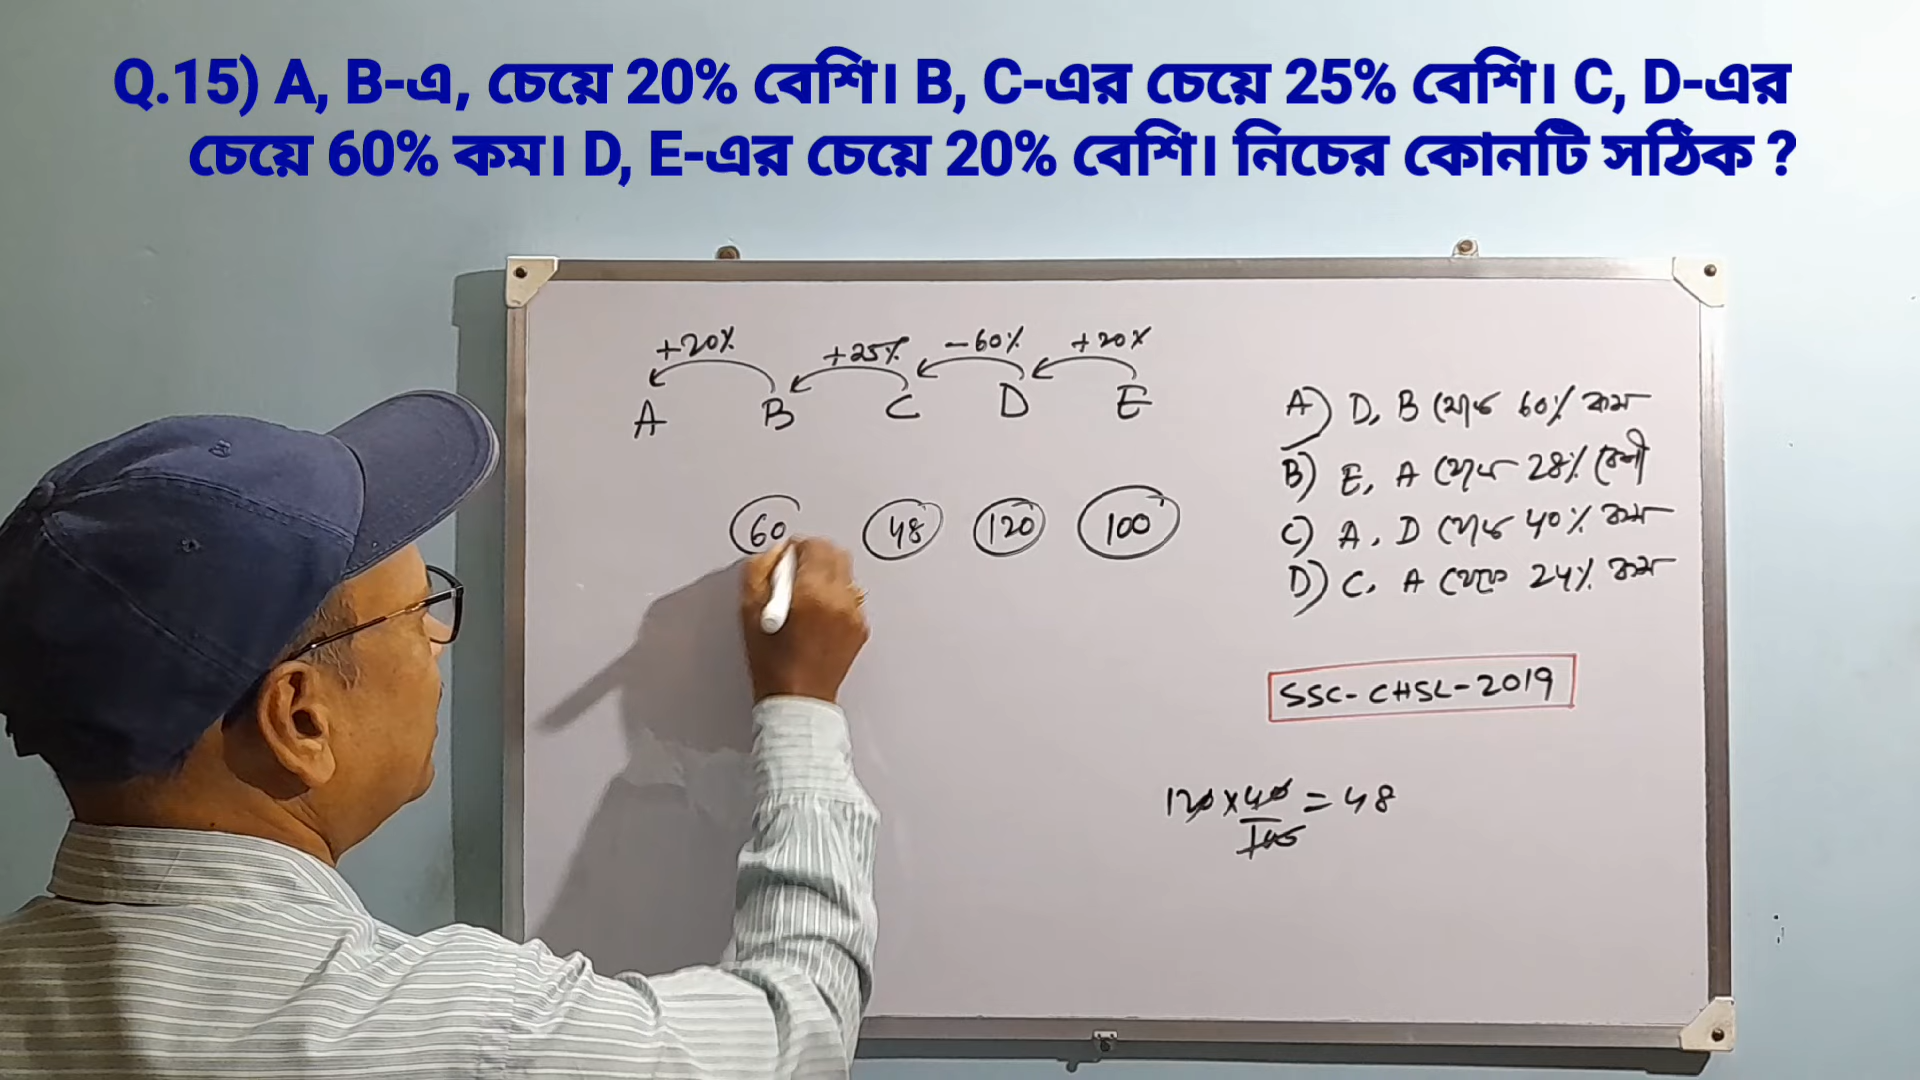 Q.15) A, B-এ, চেয়ে 20% বেশি। B, C-এর চেয়ে 25% বেশি। C, D-এর
চেয়ে 60% কম। D, E-এর চেয়ে 20% বেশি। নিচের কোনটি সঠিক ?
+20% +25% -60% +20%
A B C D E
60 48 120 100
A) D, B থেকে 60% কম
B) E, A থেকে 28% বেশী
C) A, D থেকে 40% কম
D) C, A থেকে 24% কম
SSC-CHSL-2019
120 x 40 = 48
100